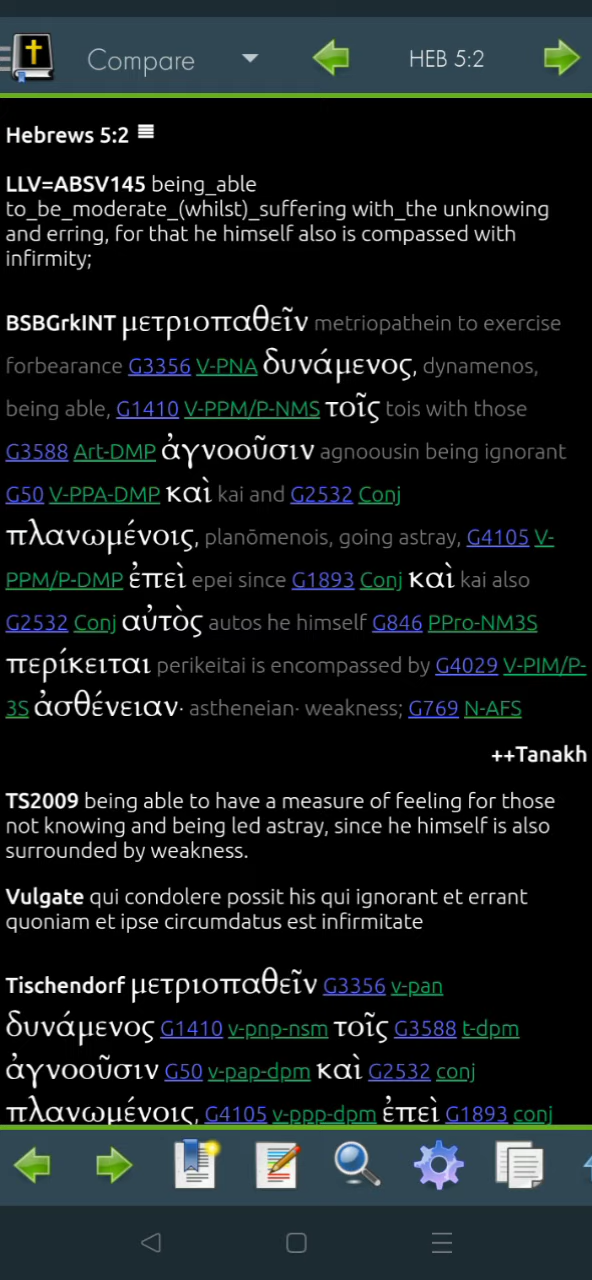 Compare
HEB 5:2
Hebrews 5:2
LLV=ABSV145 being_able
to_be_moderate_(whilst)_suffering with_the unknowing
and erring, for that he himself also is compassed with
infirmity;
BSBGrkINT μετριοπαθεῖν metriopathein to exercise
forbearance G3356 V-PNA δυνάμενος, dynamenos,
being able, G1410 V-PPM/P-NMS τοῖς tois with those
G3588 Art-DMP ἀγνοοῦσιν agnoousin being ignorant
G50 V-PPA-DMP καὶ kai and G2532 Conj
πλανωμένοις, planōmenois, going astray, G4105 V-
PPM/P-DMP ἐπεὶ epei since G1893 Conj καὶ kai also
G2532 Conj αὐτὸς autos he himself G846 PPro-NM3S
περίκειται perikeitai is encompassed by G4029 V-PIM/P-
3S ἀσθένειαν· astheneian· weakness; G769 N-AFS
++Tanakh
TS2009 being able to have a measure of feeling for those
not knowing and being led astray, since he himself is also
surrounded by weakness.
Vulgate qui condolere possit his qui ignorant et errant
quoniam et ipse circumdatus est infirmitate
Tischendorf μετριοπαθεῖν G3356 v-pan
δυνάμενος G1410 v-pnp-nsm τοῖς G3588 t-dpm
ἀγνοοῦσιν G50 v-pap-dpm καὶ G2532 conj
πλανωμένοις, G4105 v-ppp-dpm ἐπεὶ G1893 conj